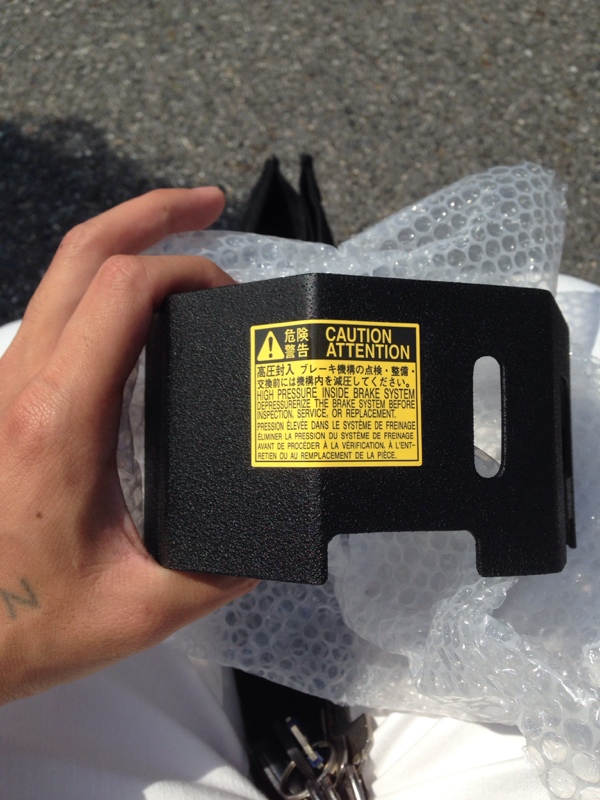 危険
警告
CAUTION
ATTENTION
高圧封入 ブレーキ機構の点検・整備・
交換前には機構内を減圧してください。
HIGH PRESSURE INSIDE BRAKE SYSTEM
DEPRESSURERIZE THE BRAKE SYSTEM BEFORE
INSPECTION, SERVICE, OR REPLACEMENT.
PRESSION ÉLEVÉE DANS LE SYSTÈME DE FREINAGE
ÉLIMINER LA PRESSION DU SYSTÈME DE FREINAGE
AVANT DE PROCÉDER À LA VÉRIFICATION, À L'ENT-
RETIEN OU AU REMPLACEMENT DE LA PIÈCE.
N